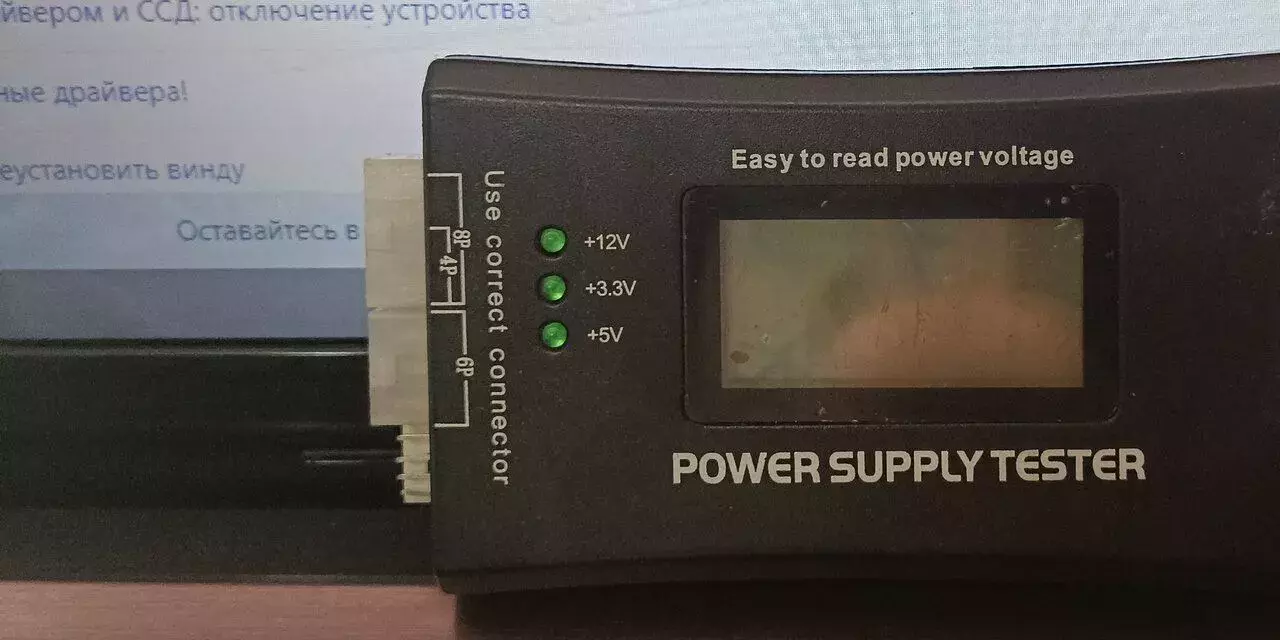 йвером и ССД: отключение устройства
ные драйвера!
еустановить винду
Оставайтесь в
Easy to read power voltage
Use correct connector
8P
4P
6P
+12V
+3.3V
+5V
POWER SUPPLY TESTER